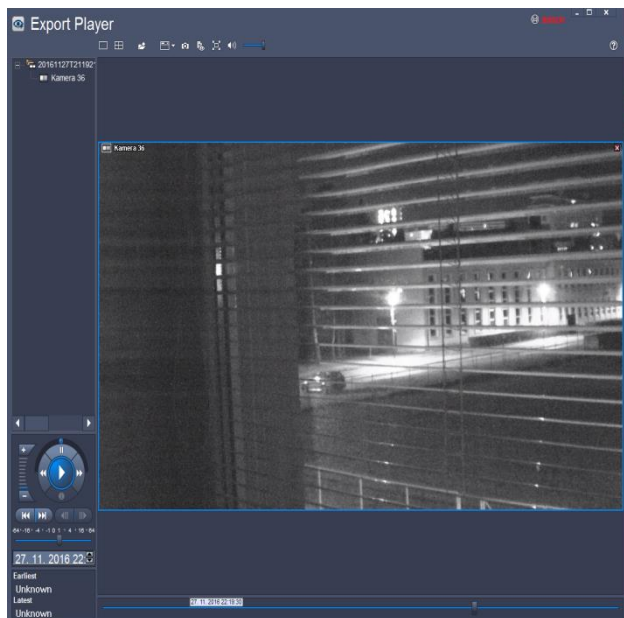 Export Player
20161127T21192
Kamera 36
Kamera 36
27. 11. 2016 22
Earliest
Unknown
Latest
Unknown
27. 11. 2016 22:19:30